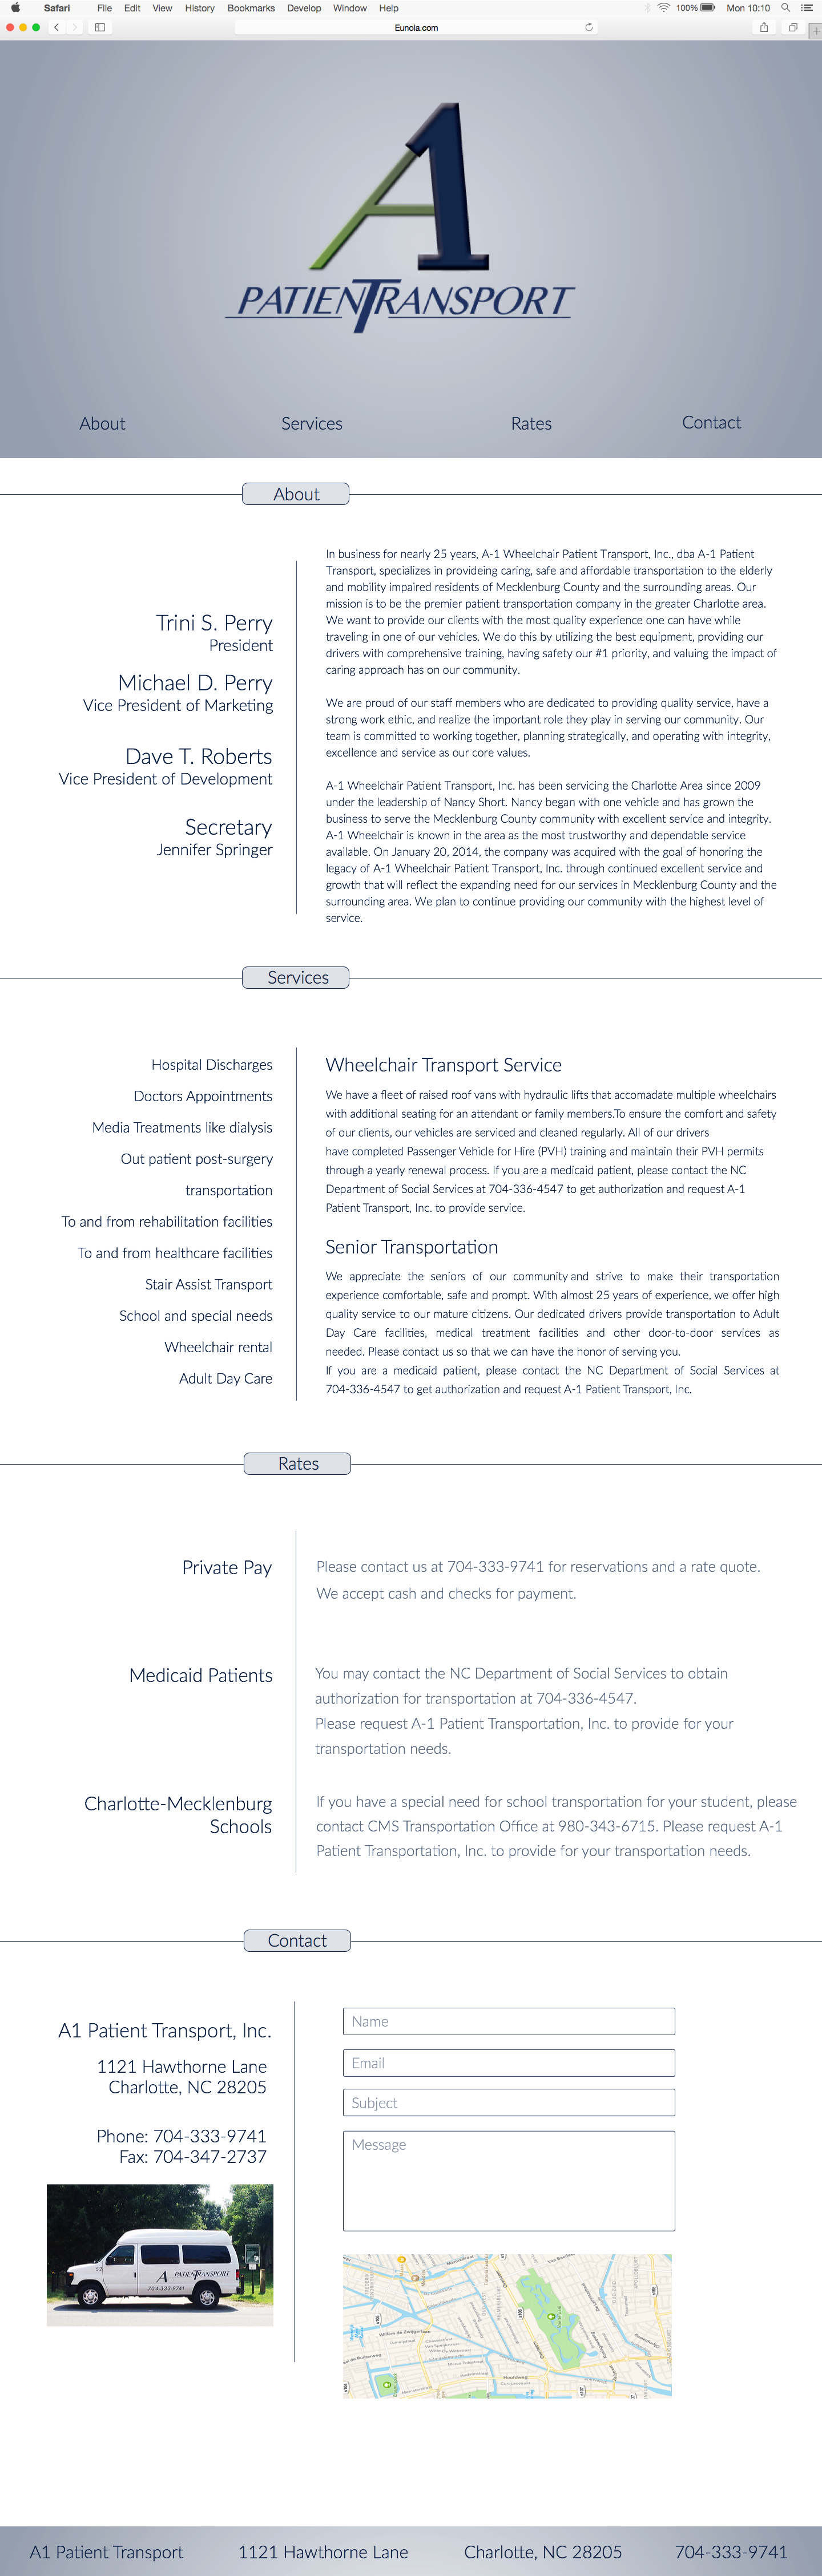 Safari File Edit View History Bookmarks Develop Window Help 100% Mon 10:10
Eunoia.com
A1
PATIENTRANSPORT
About Services Rates Contact
About
Trini S. Perry
President
Michael D. Perry
Vice President of Marketing
Dave T. Roberts
Vice President of Development
Secretary
Jennifer Springer
In business for nearly 25 years, A-1 Wheelchair Patient Transport, Inc., dba A-1 Patient
Transport, specializes in provideing caring, safe and affordable transportation to the elderly
and mobility impaired residents of Mecklenburg County and the surrounding areas. Our
mission is to be the premier patient transportation company in the greater Charlotte area.
We want to provide our clients with the most quality experience one can have while
traveling in one of our vehicles. We do this by utilizing the best equipment, providing our
drivers with comprehensive training, having safety our #1 priority, and valuing the impact of
caring approach has on our community.
We are proud of our staff members who are dedicated to providing quality service, have a
strong work ethic, and realize the important role they play in serving our community. Our
team is committed to working together, planning strategically, and operating with integrity,
excellence and service as our core values.
A-1 Wheelchair Patient Transport, Inc. has been servicing the Charlotte Area since 2009
under the leadership of Nancy Short. Nancy began with one vehicle and has grown the
business to serve the Mecklenburg County community with excellent service and integrity.
A-1 Wheelchair is known in the area as the most trustworthy and dependable service
available. On January 20, 2014, the company was acquired with the goal of honoring the
legacy of A-1 Wheelchair Patient Transport, Inc. through continued excellent service and
growth that will reflect the expanding need for our services in Mecklenburg County and the
surrounding area. We plan to continue providing our community with the highest level of
service.
Services
Hospital Discharges
Doctors Appointments
Media Treatments like dialysis
Out patient post-surgery
transportation
To and from rehabilitation facilities
To and from healthcare facilities
Stair Assist Transport
School and special needs
Wheelchair rental
Adult Day Care
Wheelchair Transport Service
We have a fleet of raised roof vans with hydraulic lifts that accomadate multiple wheelchairs
with additional seating for an attendant or family members.To ensure the comfort and safety
of our clients, our vehicles are serviced and cleaned regularly. All of our drivers
have completed Passenger Vehicle for Hire (PVH) training and maintain their PVH permits
through a yearly renewal process. If you are a medicaid patient, please contact the NC
Department of Social Services at 704-336-4547 to get authorization and request A-1
Patient Transport, Inc. to provide service.
Senior Transportation
We appreciate the seniors of our community and strive to make their transportation
experience comfortable, safe and prompt. With almost 25 years of experience, we offer high
quality service to our mature citizens. Our dedicated drivers provide transportation to Adult
Day Care facilities, medical treatment facilities and other door-to-door services as
needed. Please contact us so that we can have the honor of serving you.
If you are a medicaid patient, please contact the NC Department of Social Services at
704-336-4547 to get authorization and request A-1 Patient Transport, Inc.
Rates
Private Pay
Please contact us at 704-333-9741 for reservations and a rate quote.
We accept cash and checks for payment.
Medicaid Patients
You may contact the NC Department of Social Services to obtain
authorization for transportation at 704-336-4547.
Please request A-1 Patient Transportation, Inc. to provide for your
transportation needs.
Charlotte-Mecklenburg
Schools
If you have a special need for school transportation for your student, please
contact CMS Transportation Office at 980-343-6715. Please request A-1
Patient Transportation, Inc. to provide for your transportation needs.
Contact
A1 Patient Transport, Inc.
1121 Hawthorne Lane
Charlotte, NC 28205
Phone: 704-333-9741
Fax: 704-347-2737
A PATIENTRANSPORT
704-333-9741
Name
Email
Subject
Message
A1 Patient Transport 1121 Hawthorne Lane Charlotte, NC 28205 704-333-9741